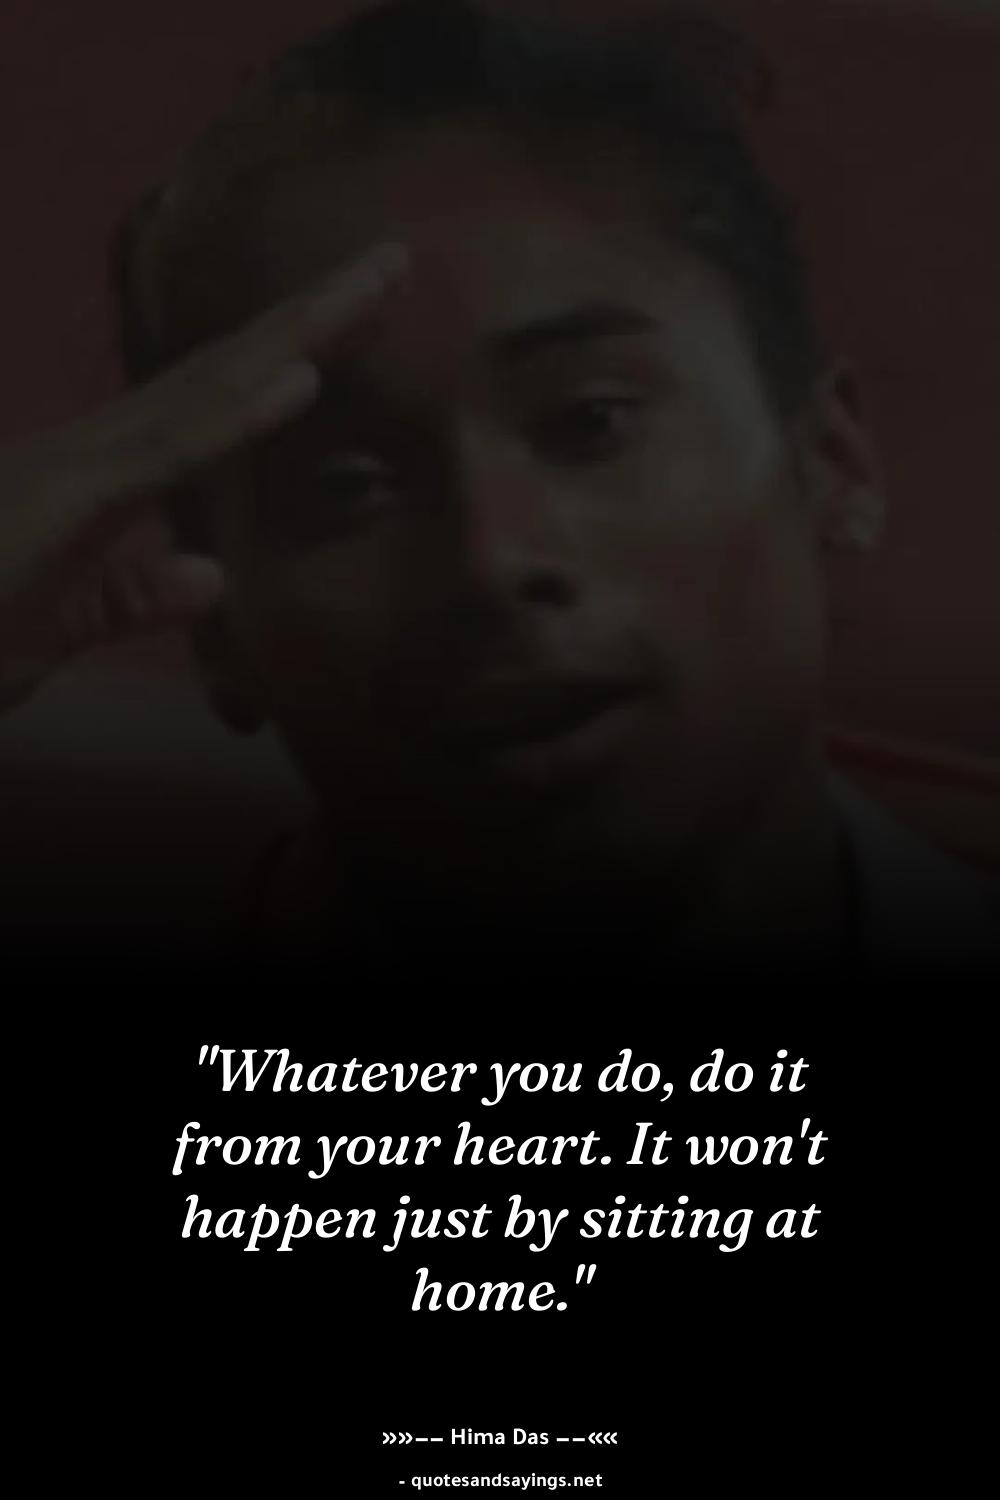 "Whatever you do, do it
from your heart. It won't
happen just by sitting at
home."
»»−− Hima Das −−««
- quotesandsayings.net